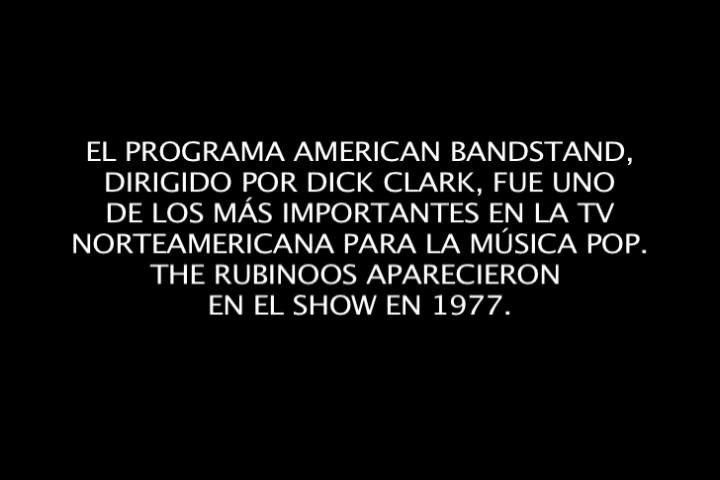 EL PROGRAMA AMERICAN BANDSTAND,
DIRIGIDO POR DICK CLARK, FUE UNO
DE LOS MÁS IMPORTANTES EN LA TV
NORTEAMERICANA PARA LA MÚSICA POP.
THE RUBINOOS APARECIERON
EN EL SHOW EN 1977.